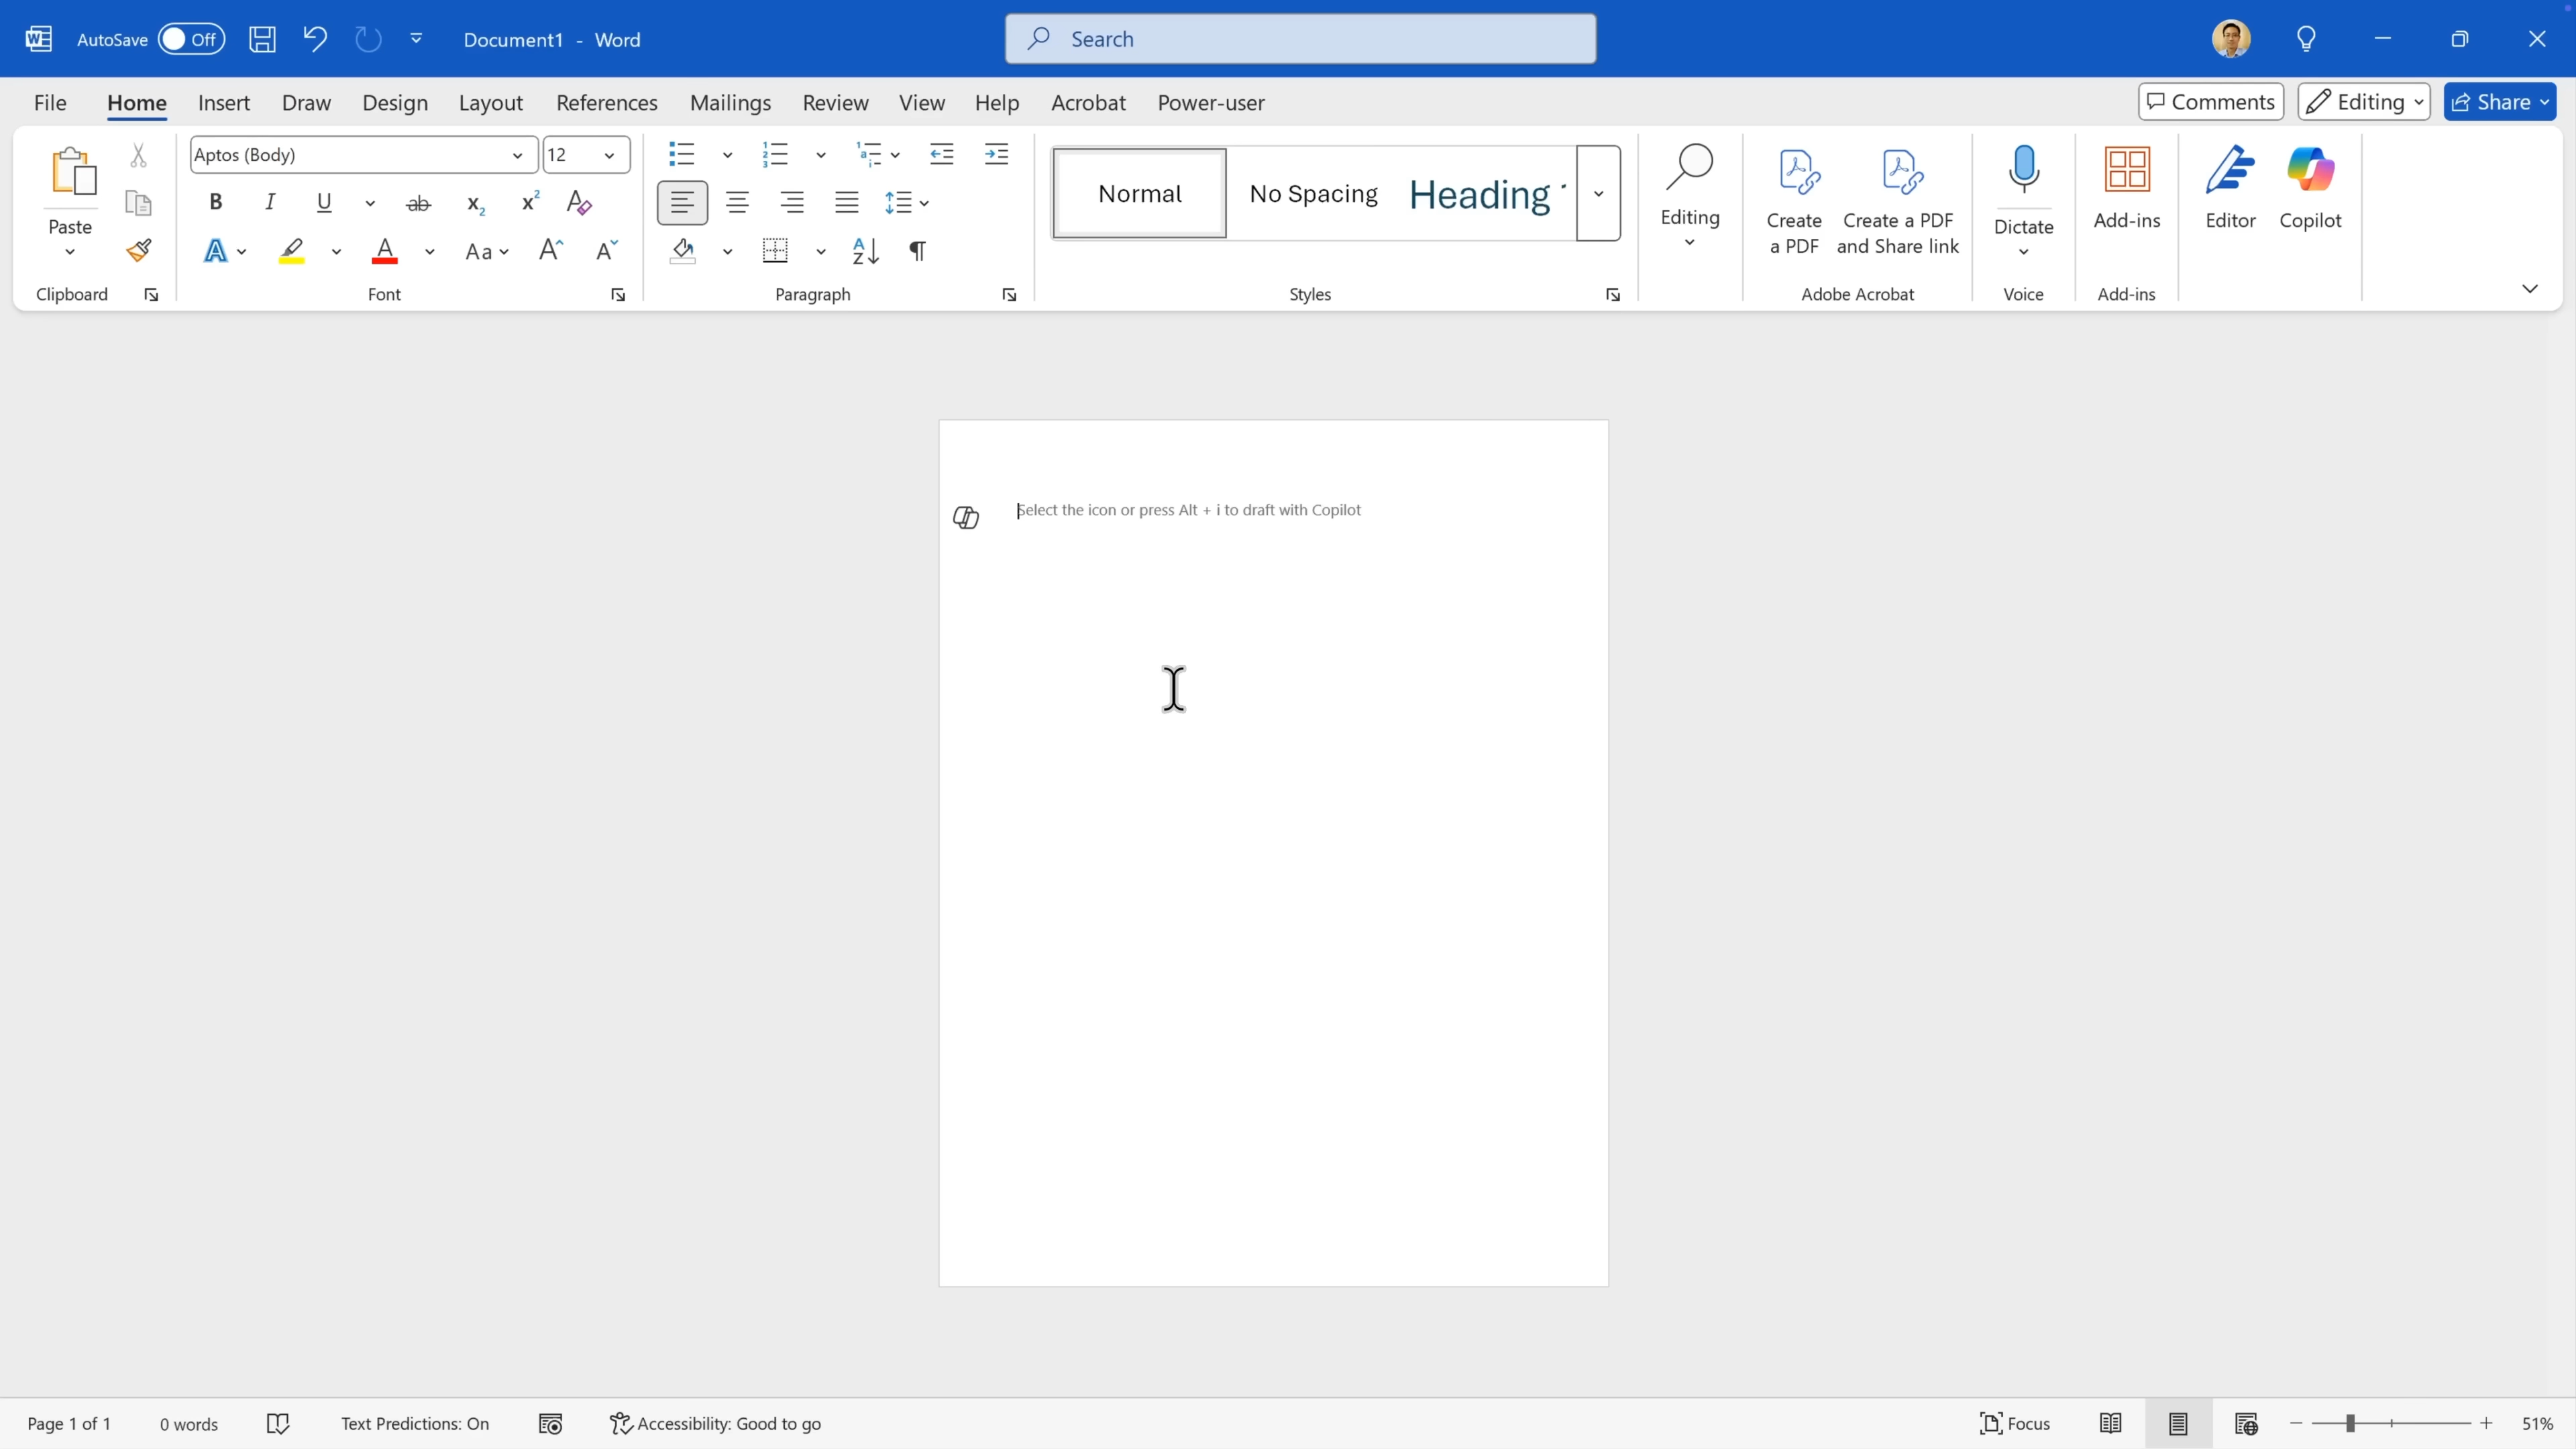 AutoSave Off Document1 - Word Search
File Home Insert Draw Design Layout References Mailings Review View Help Acrobat Power-user Comments Editing Share
Paste
Clipboard
Aptos (Body) 12
Font
Paragraph
Normal No Spacing Heading
Styles
Editing
Create
a PDF
Create a PDF
and Share link
Adobe Acrobat
Dictate
Voice
Add-ins
Add-ins
Editor
Copilot
Select the icon or press Alt + i to draft with Copilot
Page 1 of 1 0 words Text Predictions: On Accessibility: Good to go Focus 51%